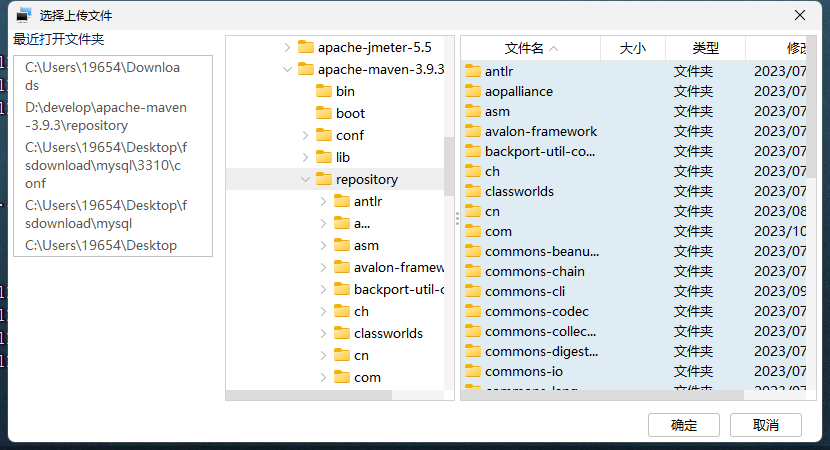 选择上传文件
最近打开文件夹
C:\Users\19654\Downloa
ds
D:\develop\apache-maven
-3.9.3\repository
C:\Users\19654\Desktop\f
sdownload\mysql\3310\c
onf
C:\Users\19654\Desktop\f
sdownload\mysql
C:\Users\19654\Desktop
apache-jmeter-5.5
apache-maven-3.9.3
bin
boot
conf
lib
repository
antlr
a...
asm
avalon-framew
backport-util-c
ch
classworlds
cn
com
文件名 大小 类型 修改
antlr 文件夹 2023/07
aopalliance 文件夹 2023/07
asm 文件夹 2023/07
avalon-framework 文件夹 2023/07
backport-util-co... 文件夹 2023/07
ch 文件夹 2023/07
classworlds 文件夹 2023/07
cn 文件夹 2023/08
com 文件夹 2023/10
commons-beanu... 文件夹 2023/07
commons-chain 文件夹 2023/07
commons-cli 文件夹 2023/09
commons-codec 文件夹 2023/07
commons-collec... 文件夹 2023/07
commons-digest... 文件夹 2023/07
commons-io 文件夹 2023/07
commons-lang 文件夹 2023/07
确定 取消